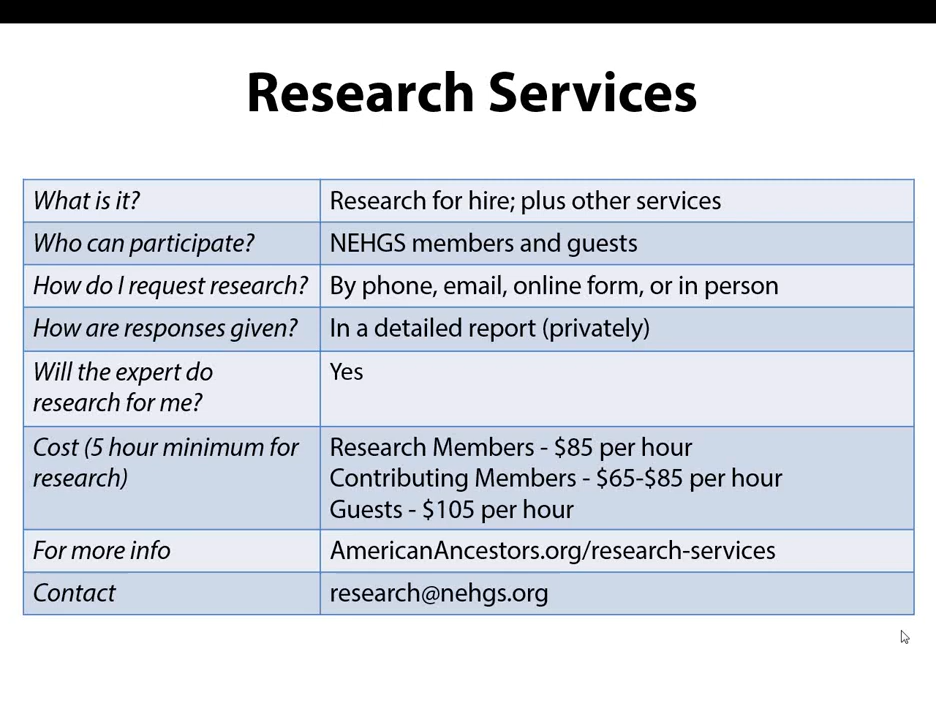 Research Services
What is it? Research for hire; plus other services
Who can participate? NEHGS members and guests
How do I request research? By phone, email, online form, or in person
How are responses given? In a detailed report (privately)
Will the expert do Yes
research for me?
Cost (5 hour minimum for Research Members - $85 per hour
research) Contributing Members - $65-$85 per hour
Guests - $105 per hour
For more info AmericanAncestors.org/research-services
Contact research@nehgs.org